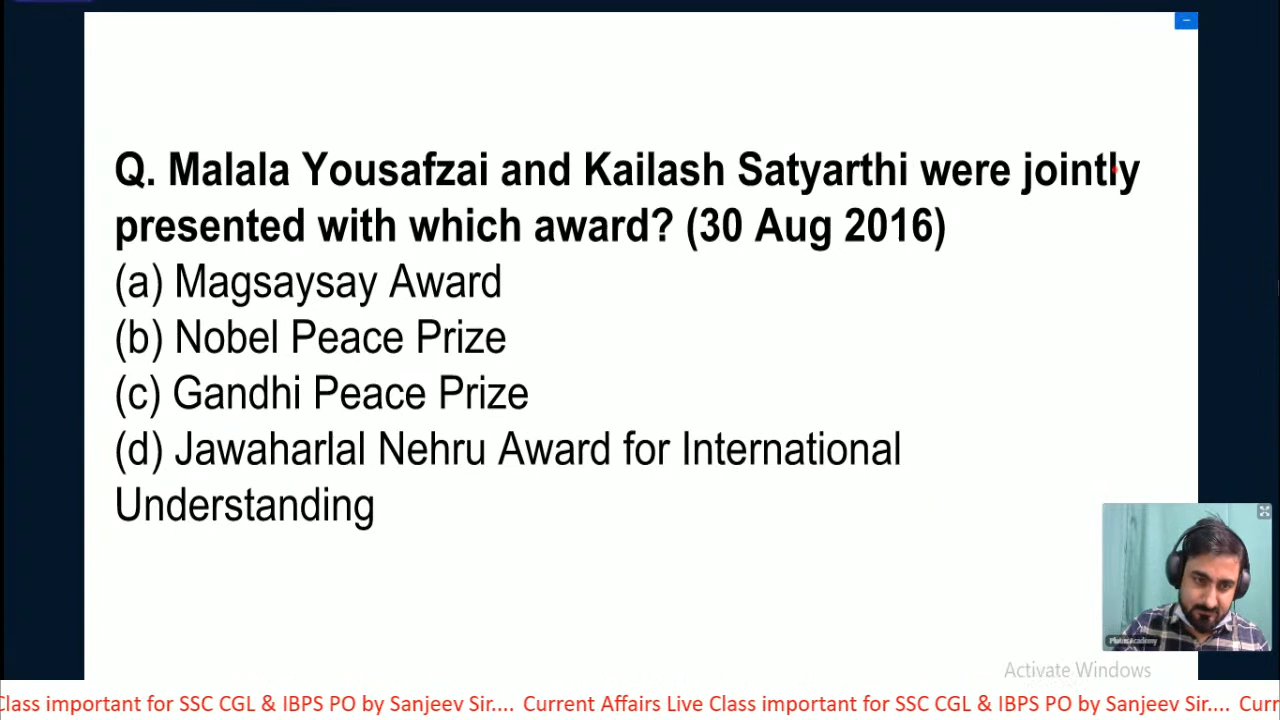 Q. Malala Yousafzai and Kailash Satyarthi were jointly
presented with which award? (30 Aug 2016)
(a) Magsaysay Award
(b) Nobel Peace Prize
(c) Gandhi Peace Prize
(d) Jawaharlal Nehru Award for International
Understanding
Activate Windows
Class important for SSC CGL & IBPS PO by Sanjeev Sir.... Current Affairs Live Class important for SSC CGL & IBPS PO by Sanjeev Sir.... Curr